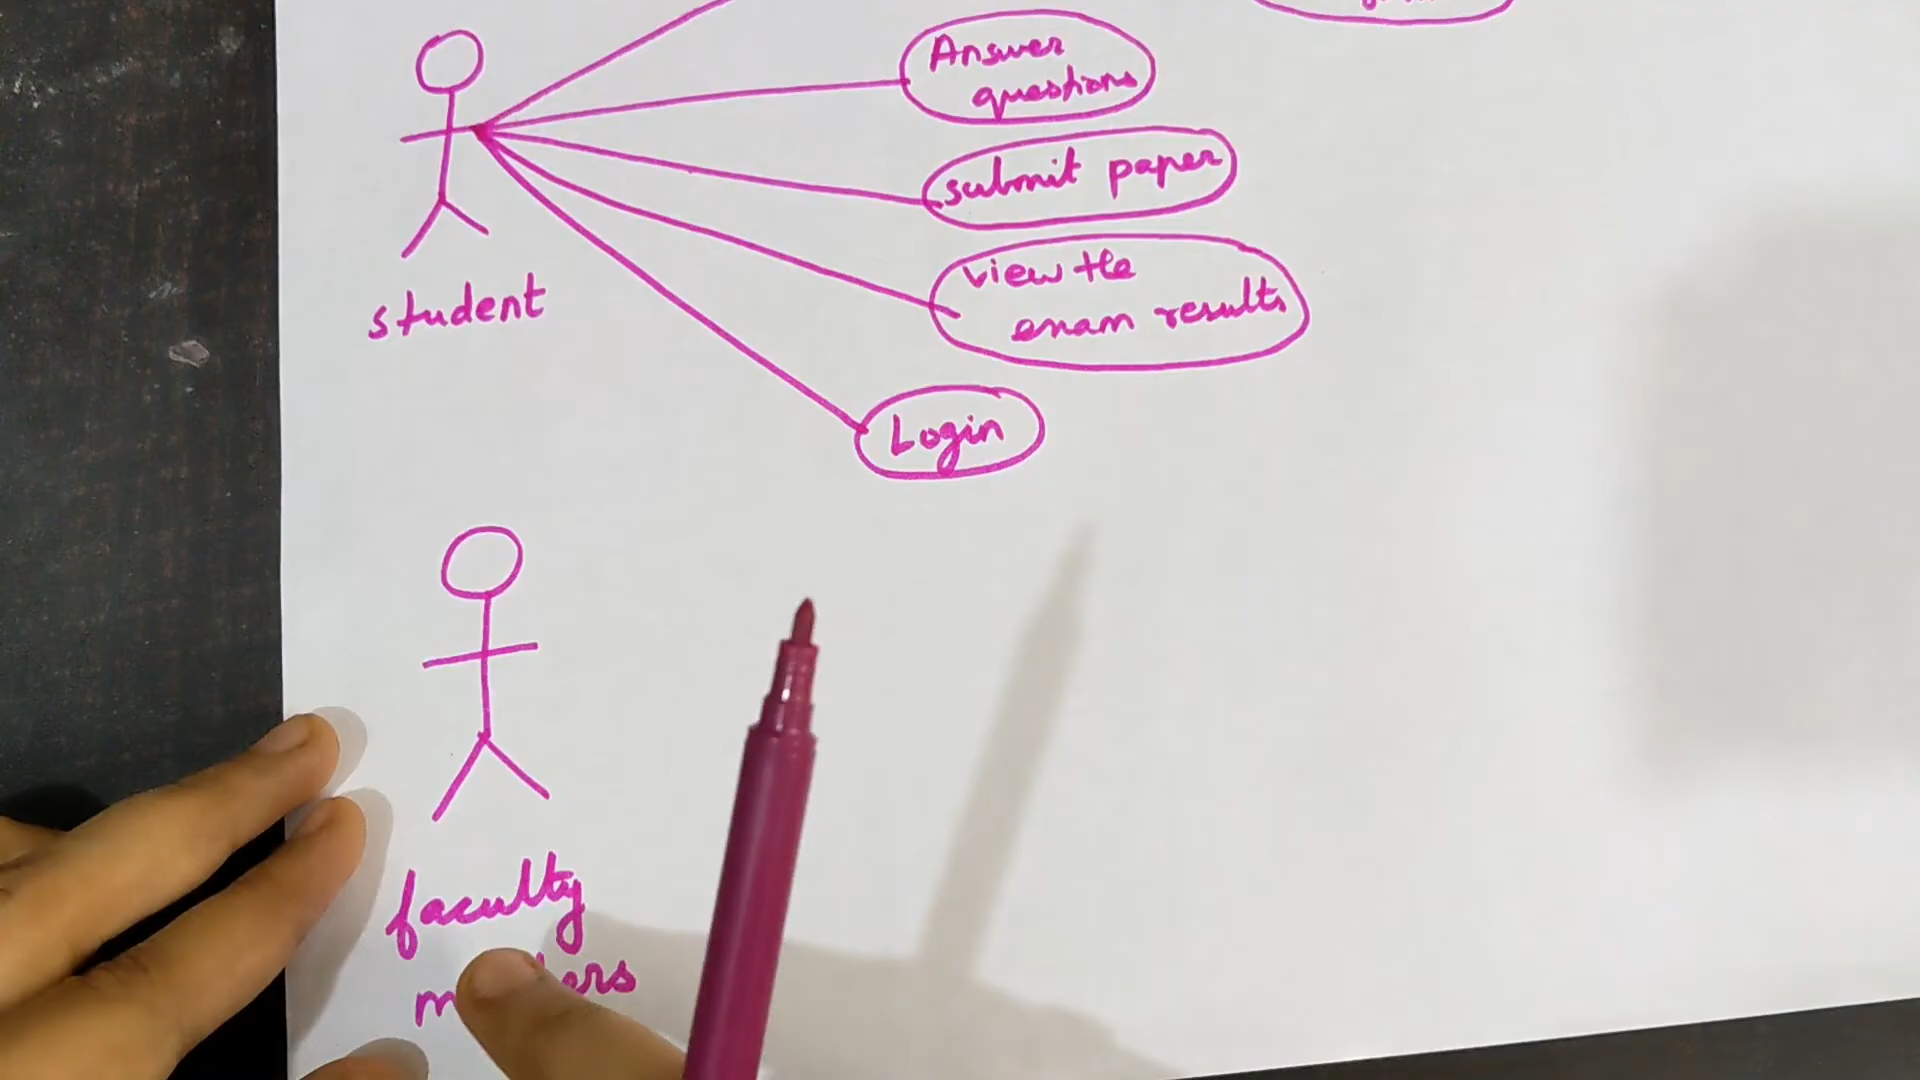 Answer
questions
submit paper
view the
exam results
student
Login
faculty